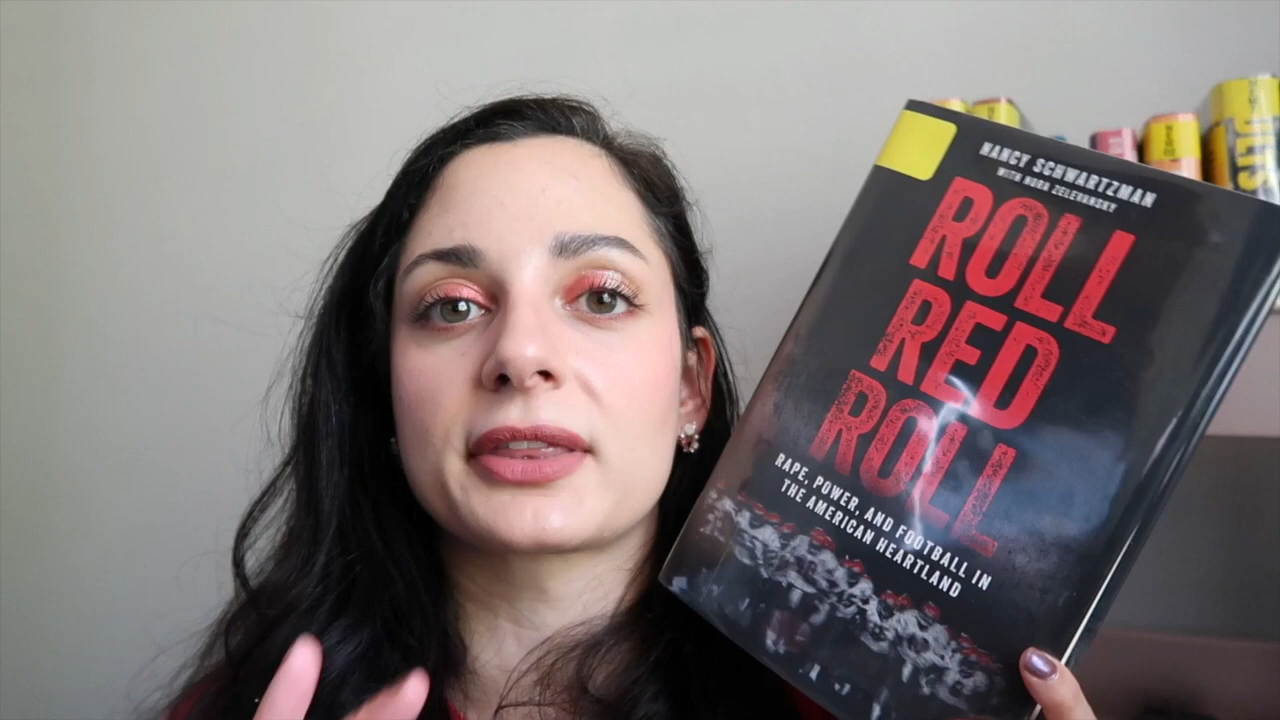 NANCY SCHWARTZMAN
WITH NORA ZELEVANSKY
ROLL
RED
ROLL
RAPE, POWER, AND FOOTBALL IN
THE AMERICAN HEARTLAND